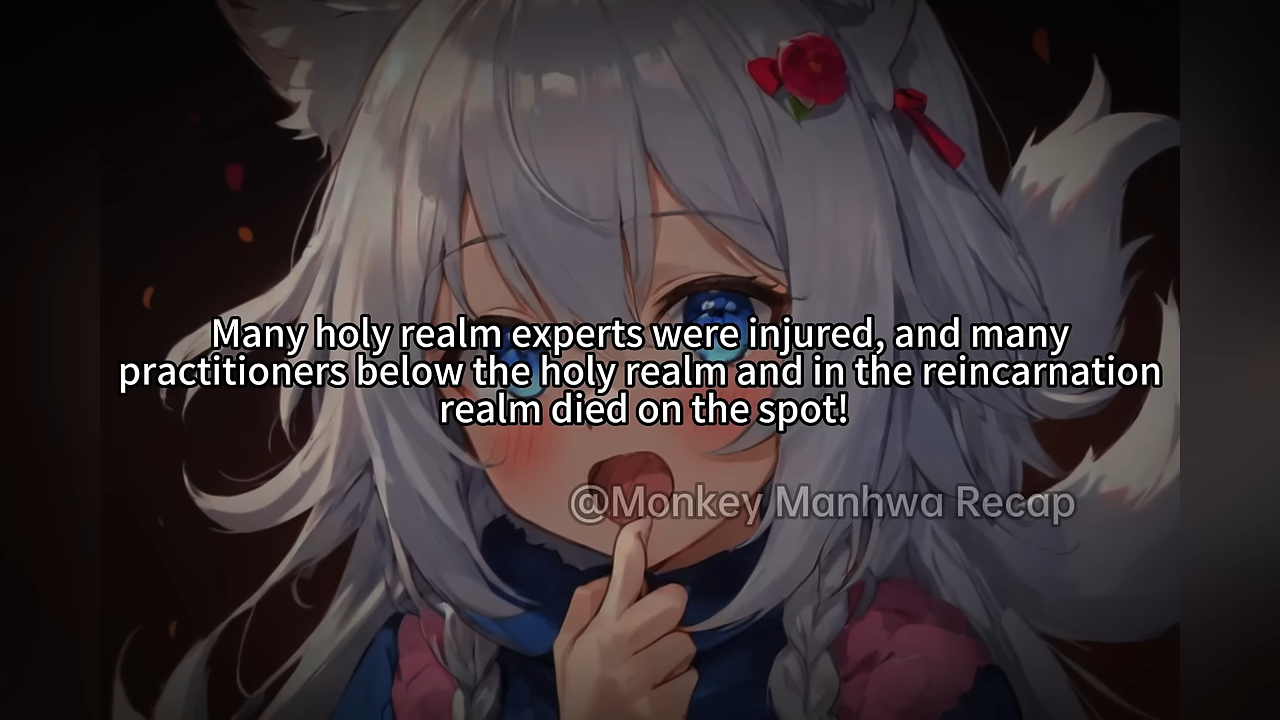 Many holy realm experts were injured, and many
practitioners below the holy realm and in the reincarnation
realm died on the spot!
@Monkey Manhwa Recap